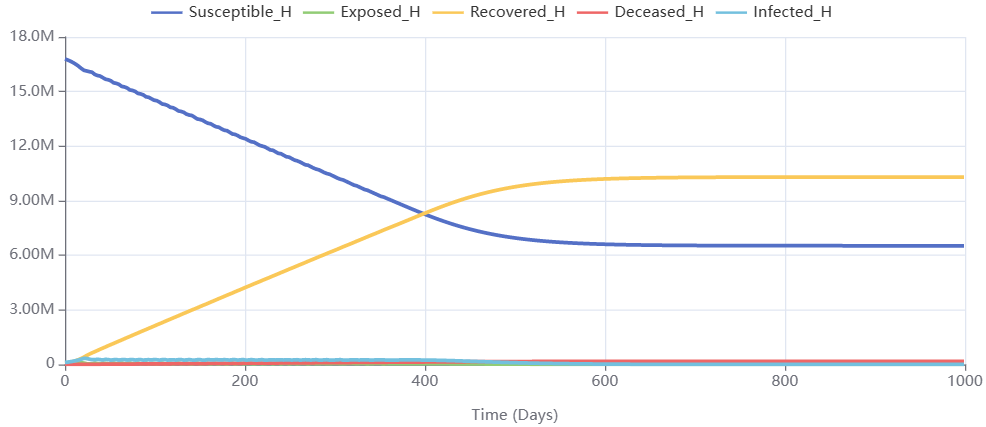 Susceptible_H Exposed_H Recovered_H Deceased_H Infected_H
18.0M
15.0M
12.0M
9.00M
6.00M
3.00M
0
0 200 400 600 800 1000
Time (Days)